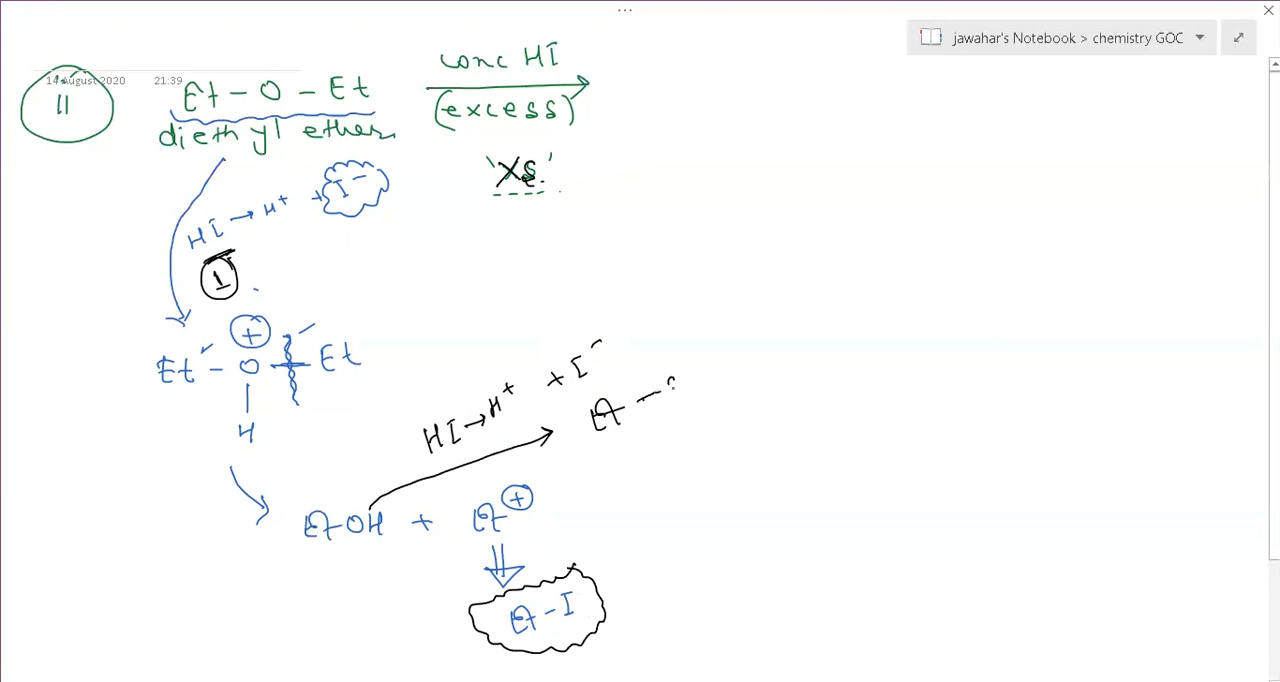 ...
jawahar's Notebook > chemistry GOC
14 August 2020 21:39
11
Et - O - Et
conc HI
(excess)
diethyl ether
'XS'
HI → H+ + I-
1
+
Et - O - Et
H
HI → H+ + I-
Et -
EtOH + Et+
Et - I